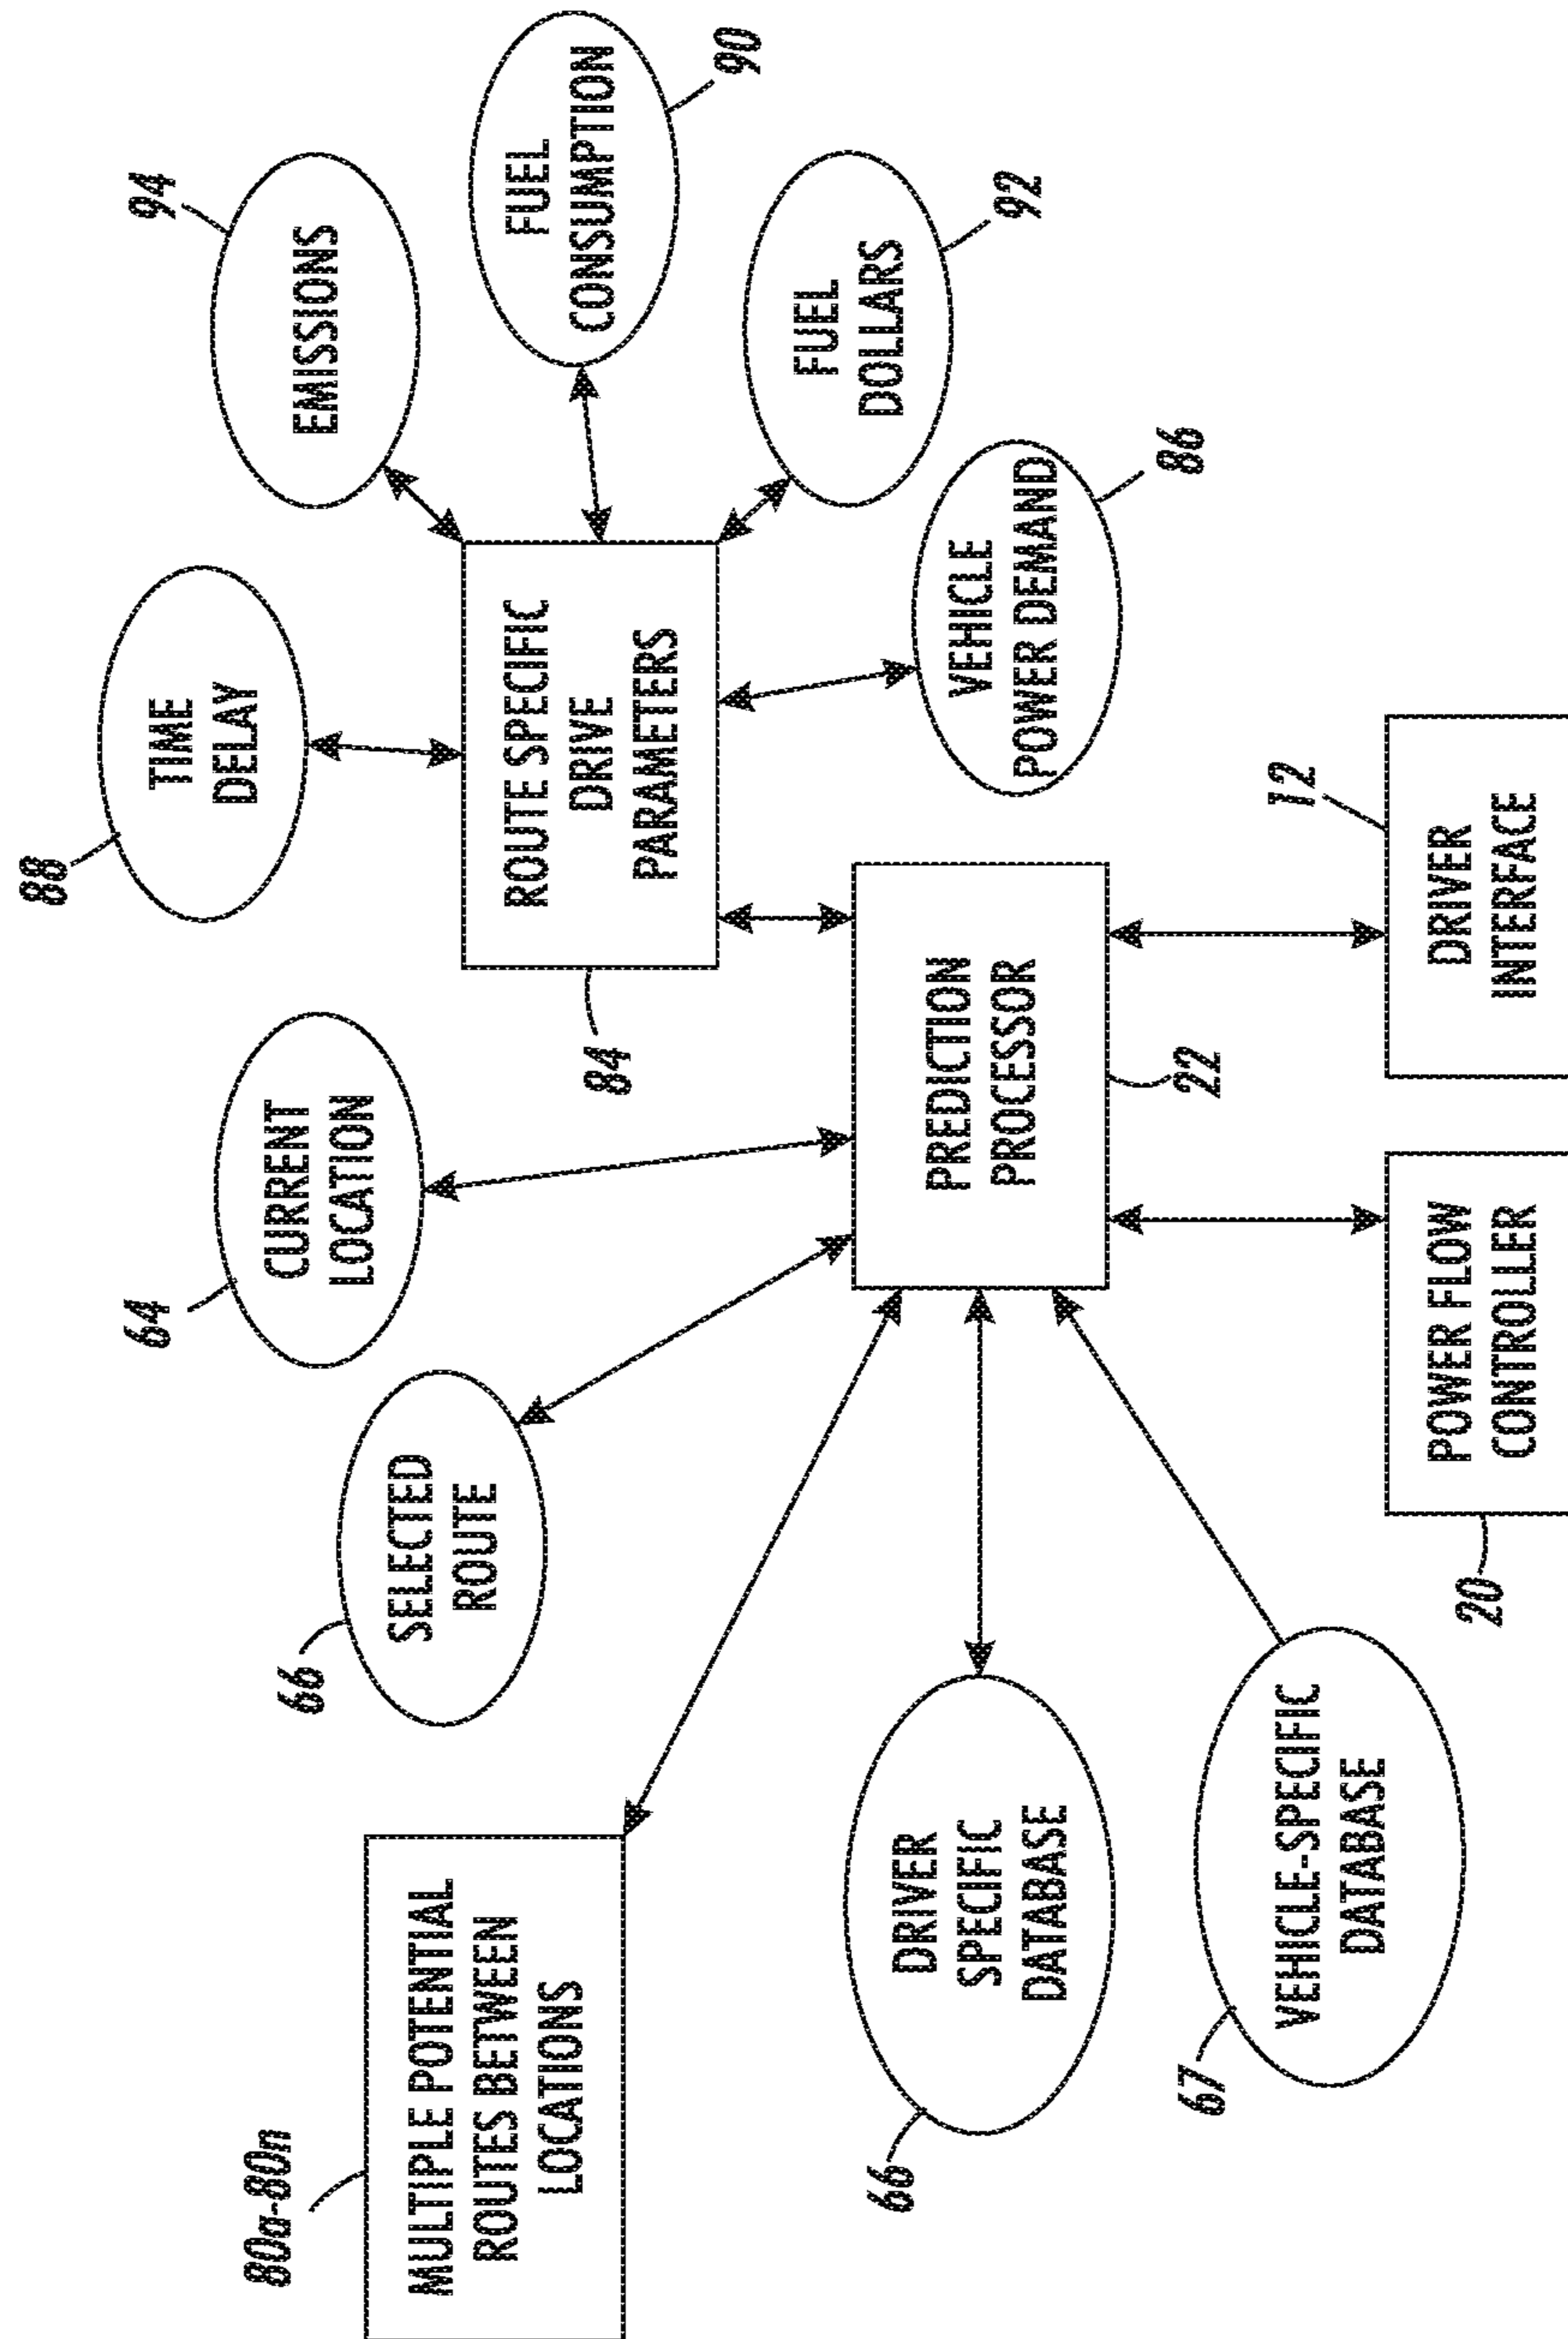 80a-80n
MULTIPLE POTENTIAL
ROUTES BETWEEN
LOCATIONS
66
SELECTED
ROUTE
64
CURRENT
LOCATION
88
TIME
DELAY
94
EMISSIONS
FUEL
CONSUMPTION
90
FUEL
DOLLARS
92
ROUTE SPECIFIC
DRIVE
PARAMETERS
84
VEHICLE
POWER DEMAND
86
66
DRIVER
SPECIFIC
DATABASE
67
VEHICLE-SPECIFIC
DATABASE
PREDICTION
PROCESSOR
22
20
POWER FLOW
CONTROLLER
12
DRIVER
INTERFACE